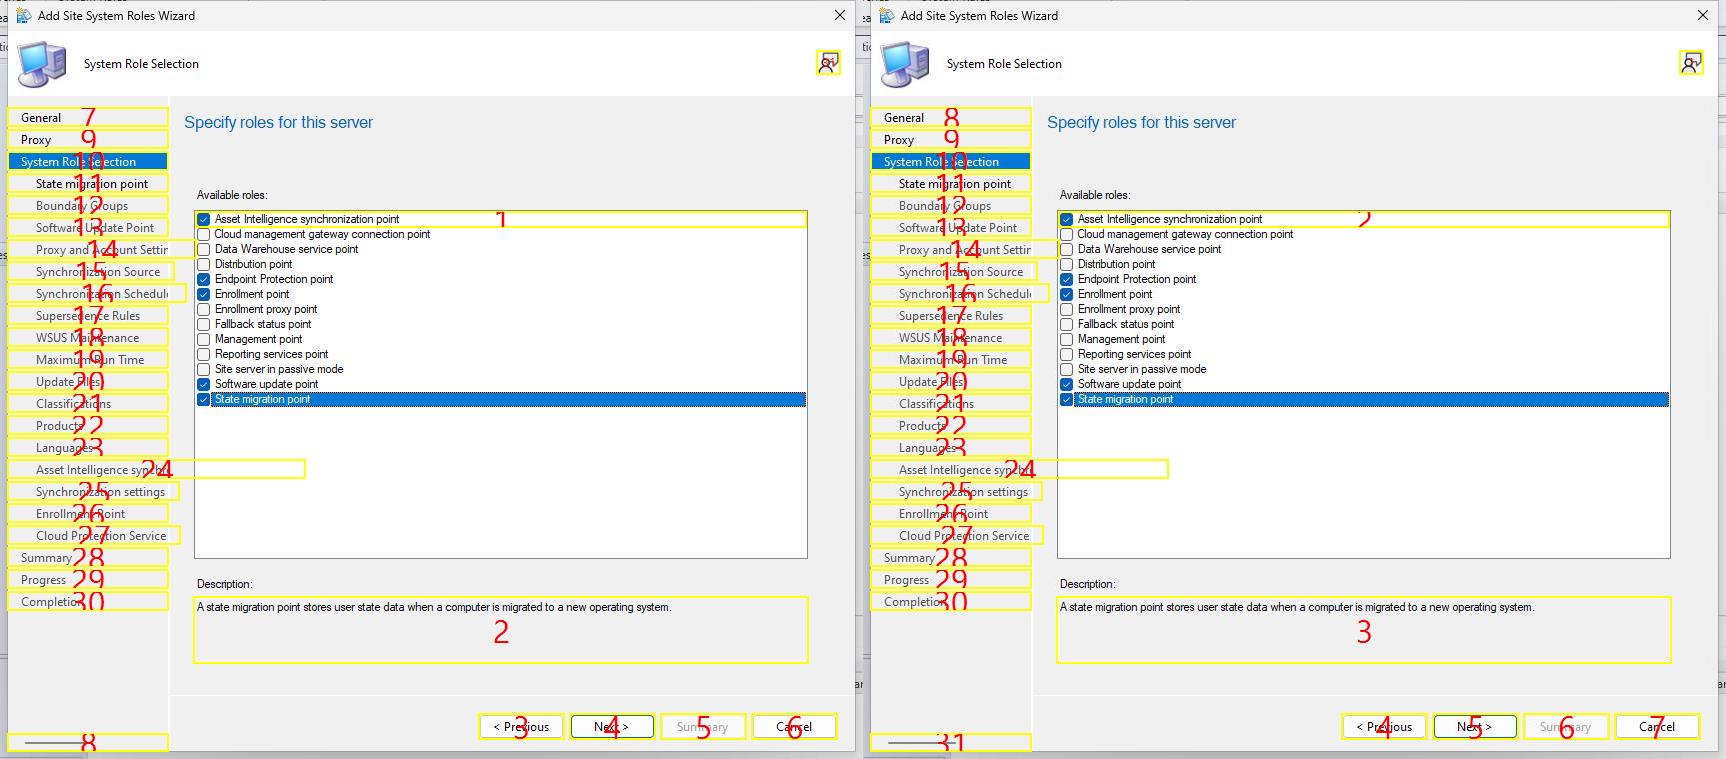 Add Site System Roles Wizard
System Role Selection
7 General
9 Proxy
10 System Role Selection
11 State migration point
12 Boundary Groups
13 Software Update Point
14 Proxy and Account Settin
15 Synchronization Source
16 Synchronization Schedule
17 Supersedence Rules
18 WSUS Maintenance
19 Maximum Run Time
20 Update Files
21 Classifications
22 Products
23 Languages
24 Asset Intelligence synchr
25 Synchronization settings
26 Enrollment Point
27 Cloud Protection Service
28 Summary
29 Progress
30 Completion
8
Specify roles for this server
Available roles:
Asset Intelligence synchronization point 1
Cloud management gateway connection point
Data Warehouse service point
Distribution point
Endpoint Protection point
Enrollment point
Enrollment proxy point
Fallback status point
Management point
Reporting services point
Site server in passive mode
Software update point
State migration point
Description:
A state migration point stores user state data when a computer is migrated to a new operating system.
2
< Previous 3
Next > 4
Summary 5
Cancel 6
Add Site System Roles Wizard
System Role Selection
8 General
9 Proxy
10 System Role Selection
11 State migration point
12 Boundary Groups
13 Software Update Point
14 Proxy and Account Settin
15 Synchronization Source
16 Synchronization Schedule
17 Supersedence Rules
18 WSUS Maintenance
19 Maximum Run Time
20 Update Files
21 Classifications
22 Products
23 Languages
24 Asset Intelligence synchr
25 Synchronization settings
26 Enrollment Point
27 Cloud Protection Service
28 Summary
29 Progress
30 Completion
31
Specify roles for this server
Available roles:
Asset Intelligence synchronization point 2
Cloud management gateway connection point
Data Warehouse service point
Distribution point
Endpoint Protection point
Enrollment point
Enrollment proxy point
Fallback status point
Management point
Reporting services point
Site server in passive mode
Software update point
State migration point
Description:
A state migration point stores user state data when a computer is migrated to a new operating system.
3
< Previous 4
Next > 5
Summary 6
Cancel 7